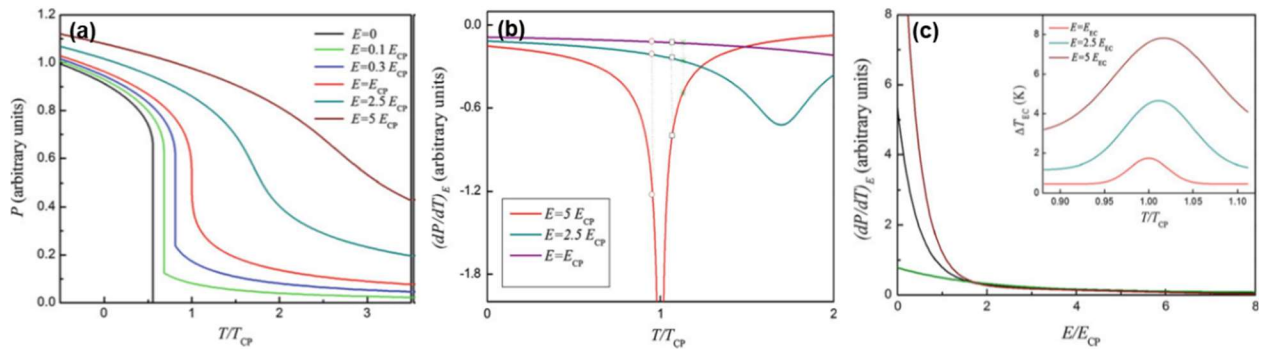 (a)
E=0
E=0.1 E_CP
E=0.3 E_CP
E=E_CP
E=2.5 E_CP
E=5 E_CP
P (arbitrary units)
1.2
1.0
0.8
0.6
0.4
0.2
0.0
0 1 2 3
T/T_CP
(b)
(dP/dT)_E (arbitrary units)
0.0
-0.6
-1.2
-1.8
E=5 E_CP
E=2.5 E_CP
E=E_CP
0 1 2
T/T_CP
(c)
(dP/dT)_E (arbitrary units)
8
6
4
2
0
0 2 4 6 8
E/E_CP
E=E_EC
E=2.5 E_EC
E=5 E_EC
ΔT_EC (K)
8
6
4
2
0
0.90 0.95 1.00 1.05 1.10
T/T_CP